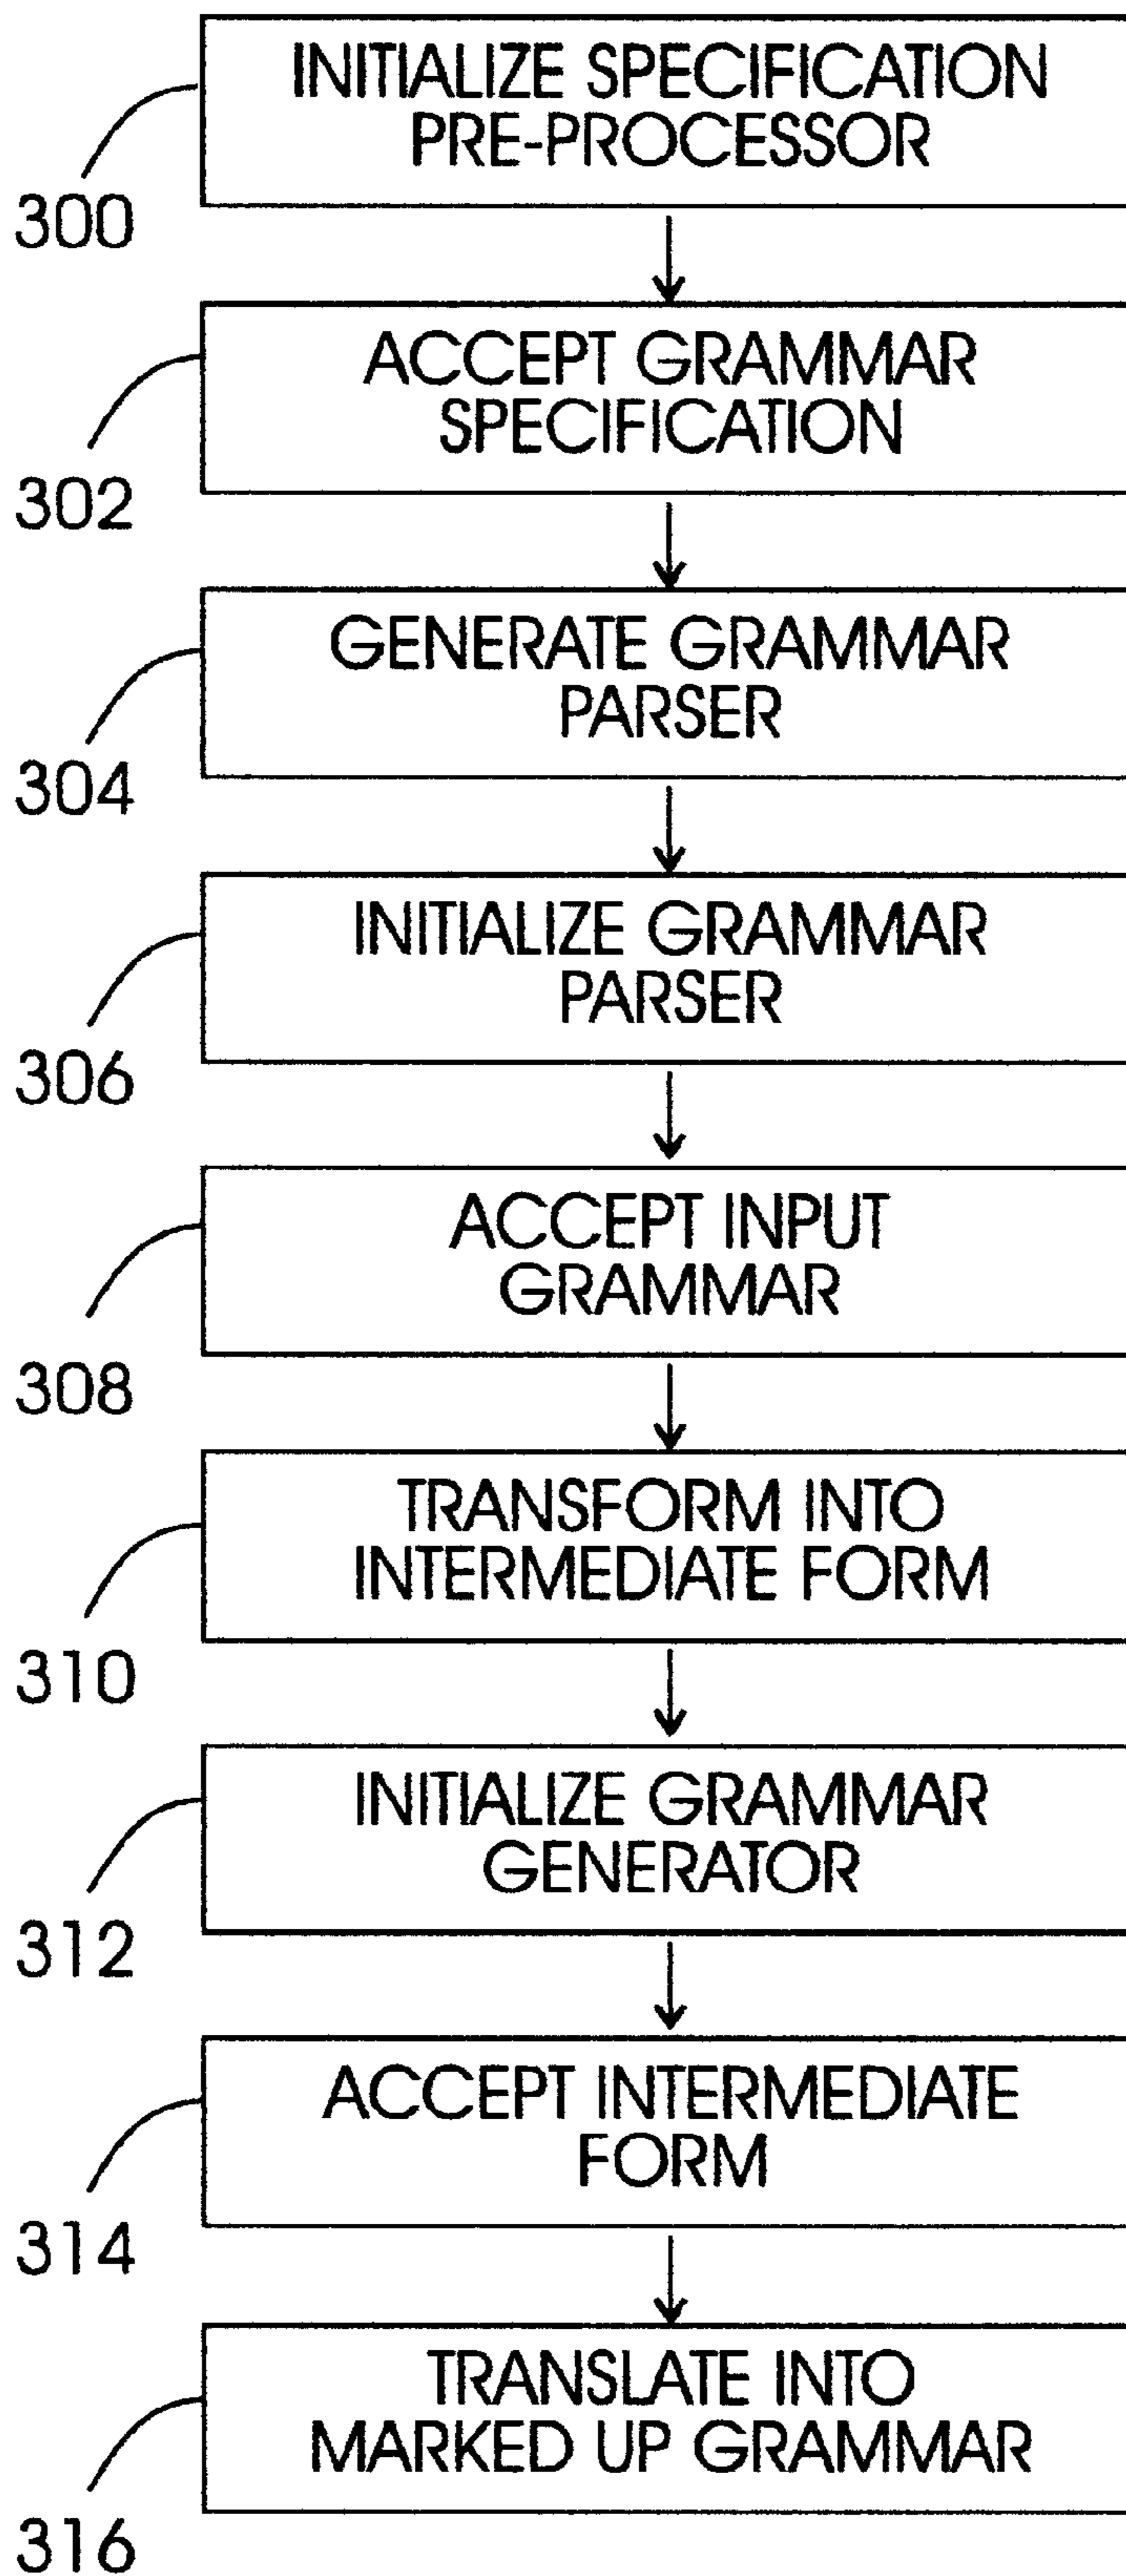 INITIALIZE SPECIFICATION
PRE-PROCESSOR
300
ACCEPT GRAMMAR
SPECIFICATION
302
GENERATE GRAMMAR
PARSER
304
INITIALIZE GRAMMAR
PARSER
306
ACCEPT INPUT
GRAMMAR
308
TRANSFORM INTO
INTERMEDIATE FORM
310
INITIALIZE GRAMMAR
GENERATOR
312
ACCEPT INTERMEDIATE
FORM
314
TRANSLATE INTO
MARKED UP GRAMMAR
316